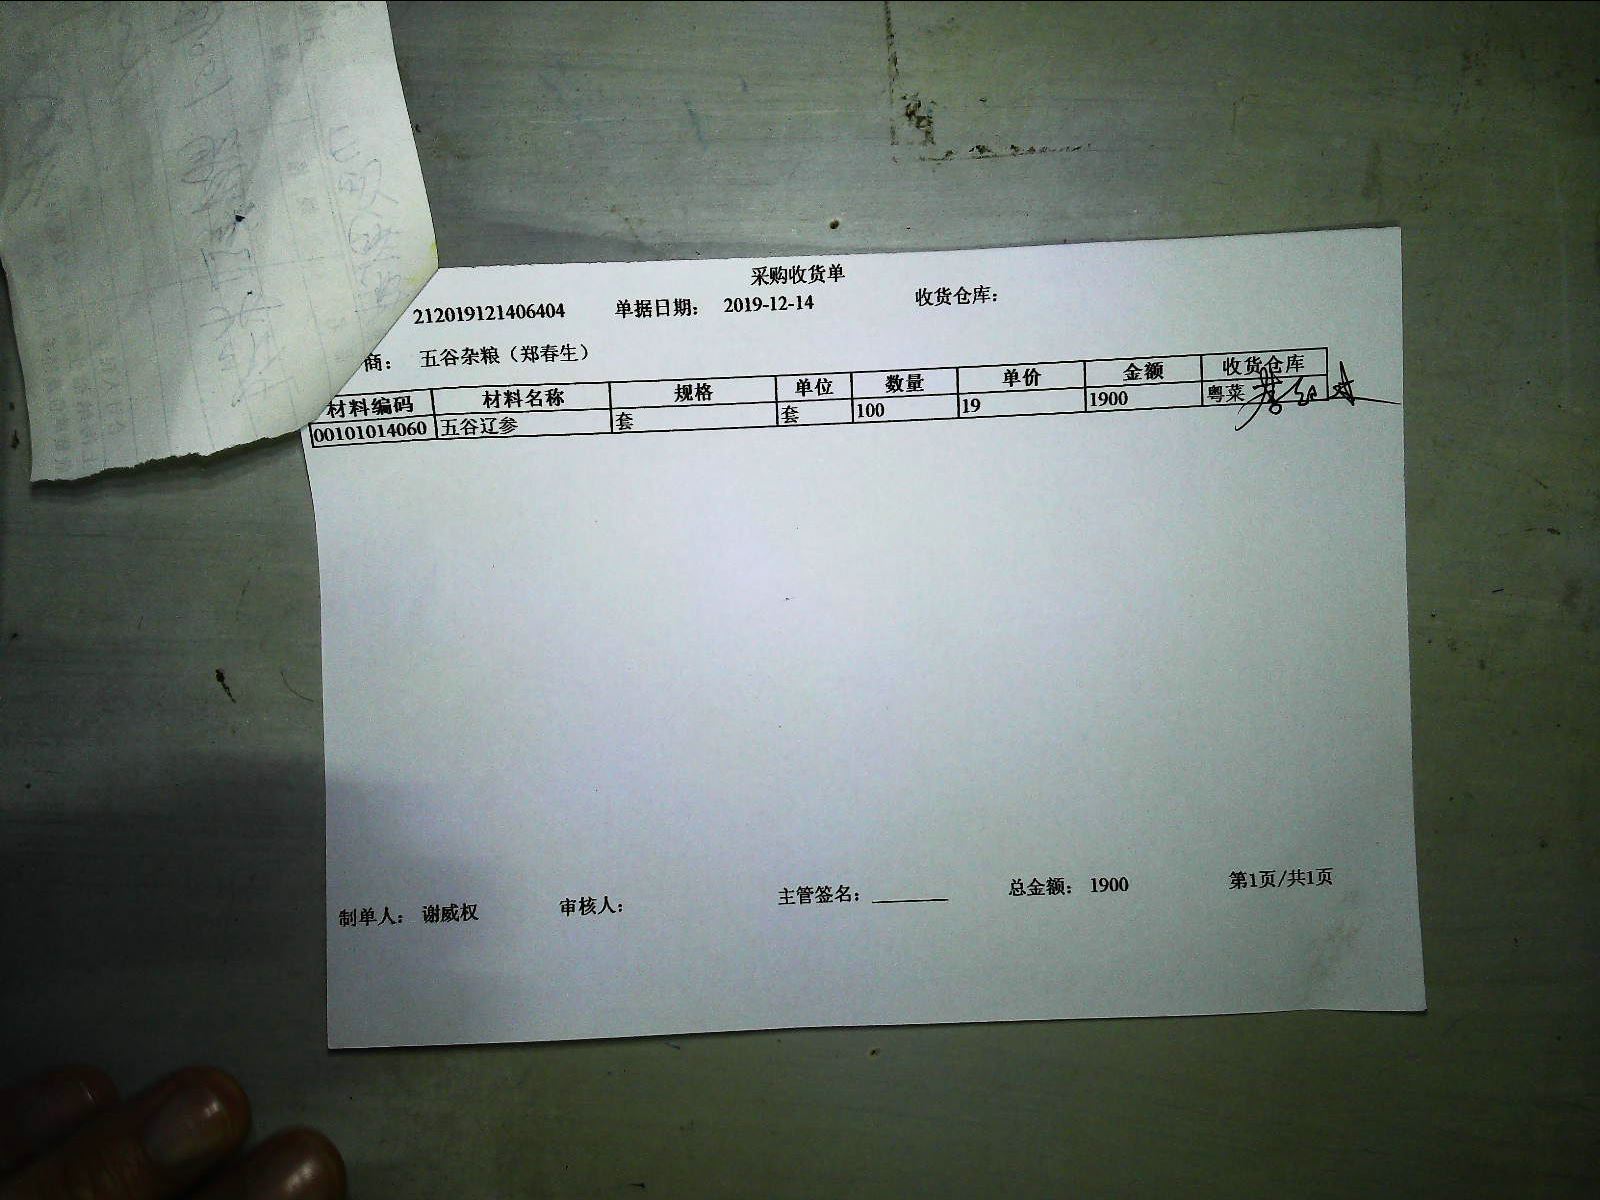 采购收货单
212019121406404 单据日期： 2019-12-14 收货仓库：
商： 五谷杂粮（郑春生）
材料编码 材料名称 规格 单位 数量 单价 金额 收货仓库
00101014060 五谷辽参 套 套 100 19 1900 粤菜
制单人： 谢威权 审核人： 主管签名： 总金额： 1900 第1页/共1页